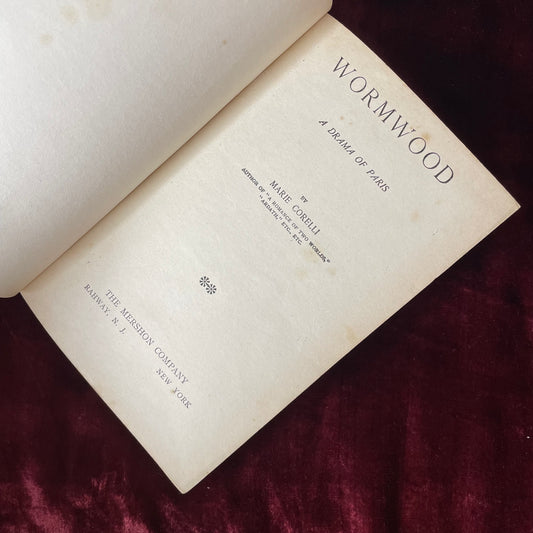 WORMWOOD
A DRAMA OF PARIS
BY
MARIE CORELLI
AUTHOR OF "A ROMANCE OF TWO WORLDS,"
"ARDATH," ETC., ETC.
THE MERSHON COMPANY
RAHWAY, N. J. NEW YORK